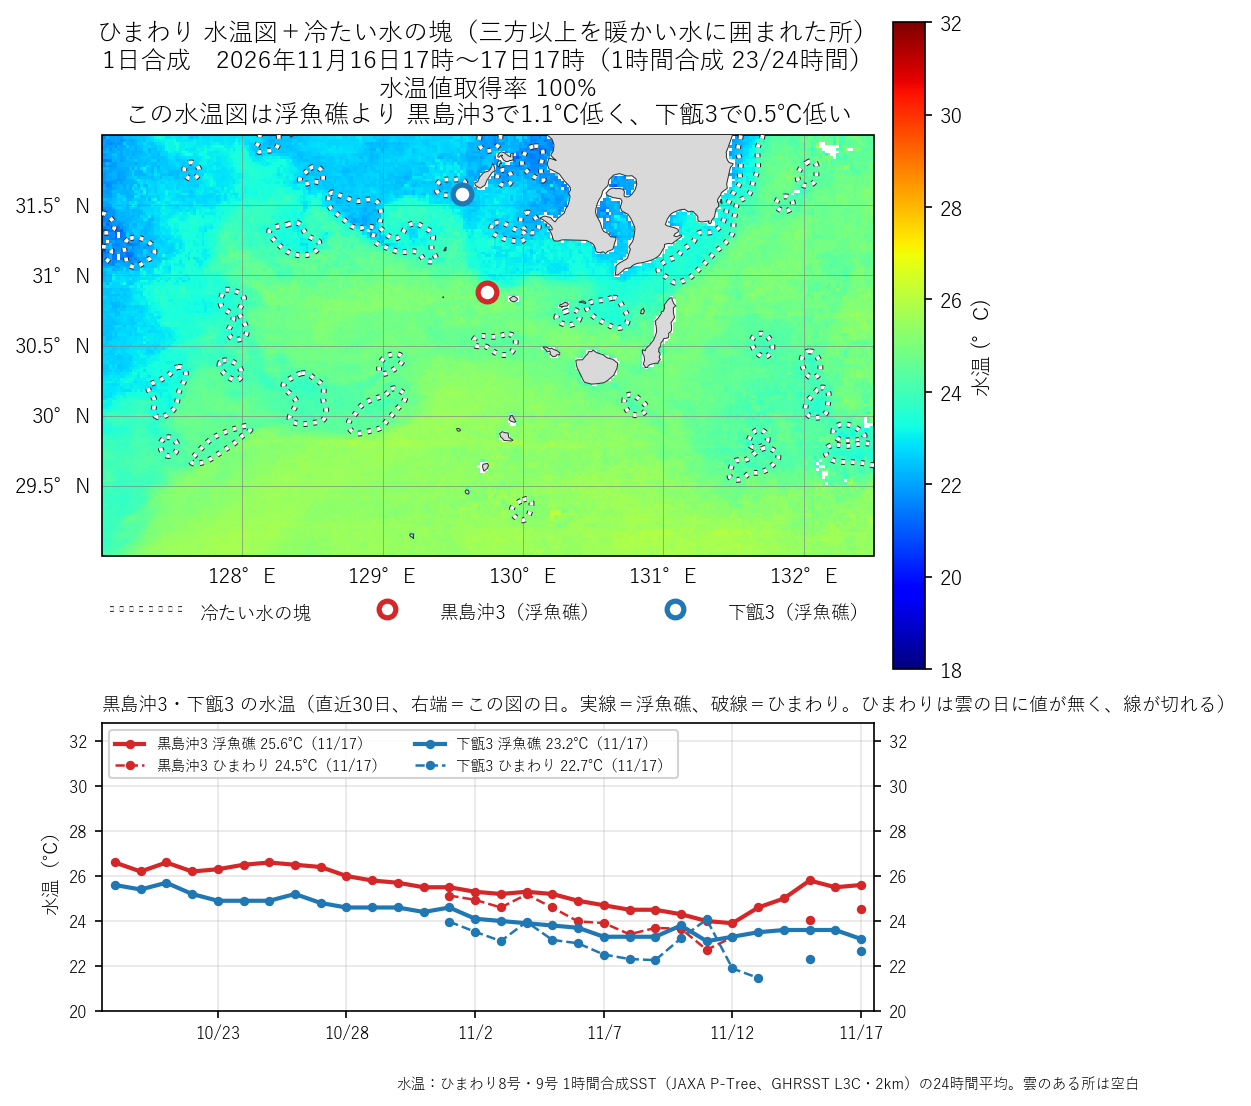 ひまわり 水温図＋冷たい水の塊（三方以上を暖かい水に囲まれた所）
1日合成　2026年11月16日17時～17日17時（1時間合成 23/24時間）
水温値取得率 100%
この水温図は浮魚礁より 黒島沖3で1.1℃低く、下甑3で0.5℃低い
32
30
28
26
24
22
20
18
水温（° C）
31.5° N
31° N
30.5° N
30° N
29.5° N
128° E
129° E
130° E
131° E
132° E
冷たい水の塊
黒島沖3（浮魚礁）
下甑3（浮魚礁）
黒島沖3・下甑3 の水温（直近30日、右端＝この図の日。実線＝浮魚礁、破線＝ひまわり。ひまわりは雲の日に値が無く、線が切れる）
黒島沖3 浮魚礁 25.6℃（11/17）
黒島沖3 ひまわり 24.5℃（11/17）
下甑3 浮魚礁 23.2℃（11/17）
下甑3 ひまわり 22.7℃（11/17）
水温（℃）
32
30
28
26
24
22
20
32
30
28
26
24
22
20
10/23
10/28
11/2
11/7
11/12
11/17
水温：ひまわり8号・9号 1時間合成SST（JAXA P-Tree、GHRSST L3C・2km）の24時間平均。雲のある所は空白